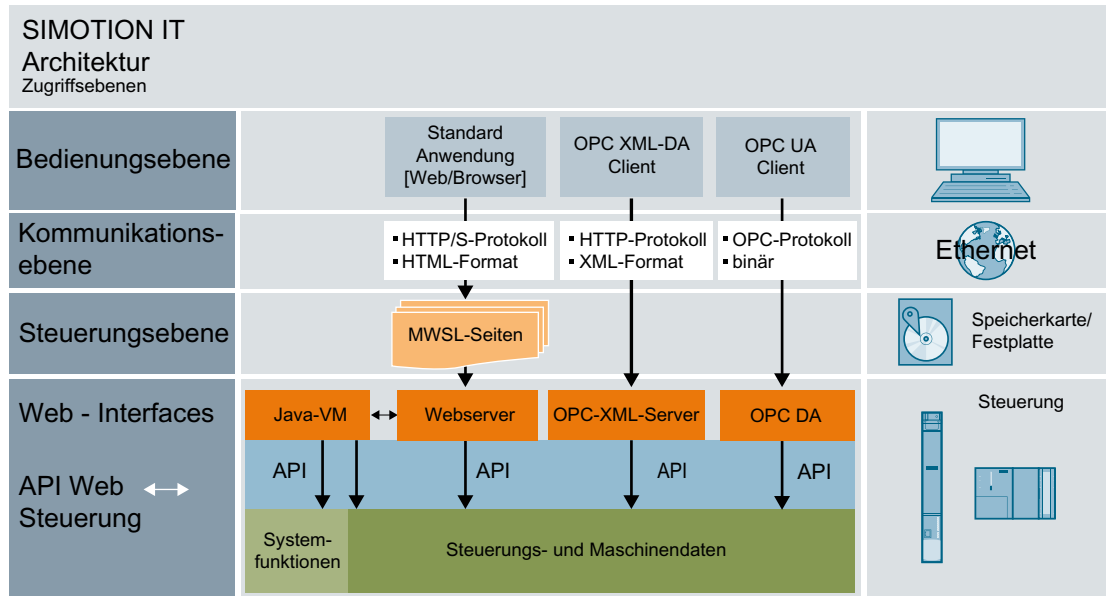 SIMOTION IT
Architektur
Zugriffsebenen
Bedienungsebene
Standard
Anwendung
[Web/Browser]
OPC XML-DA
Client
OPC UA
Client
Kommunikations-
ebene
▪ HTTP/S-Protokoll
▪ HTML-Format
▪ HTTP-Protokoll
▪ XML-Format
▪ OPC-Protokoll
▪ binär
Ethernet
Steuerungsebene
MWSL-Seiten
Speicherkarte/
Festplatte
Web - Interfaces
Java-VM
Webserver
OPC-XML-Server
OPC DA
Steuerung
API Web
Steuerung
API
API
API
API
System-
funktionen
Steuerungs- und Maschinendaten